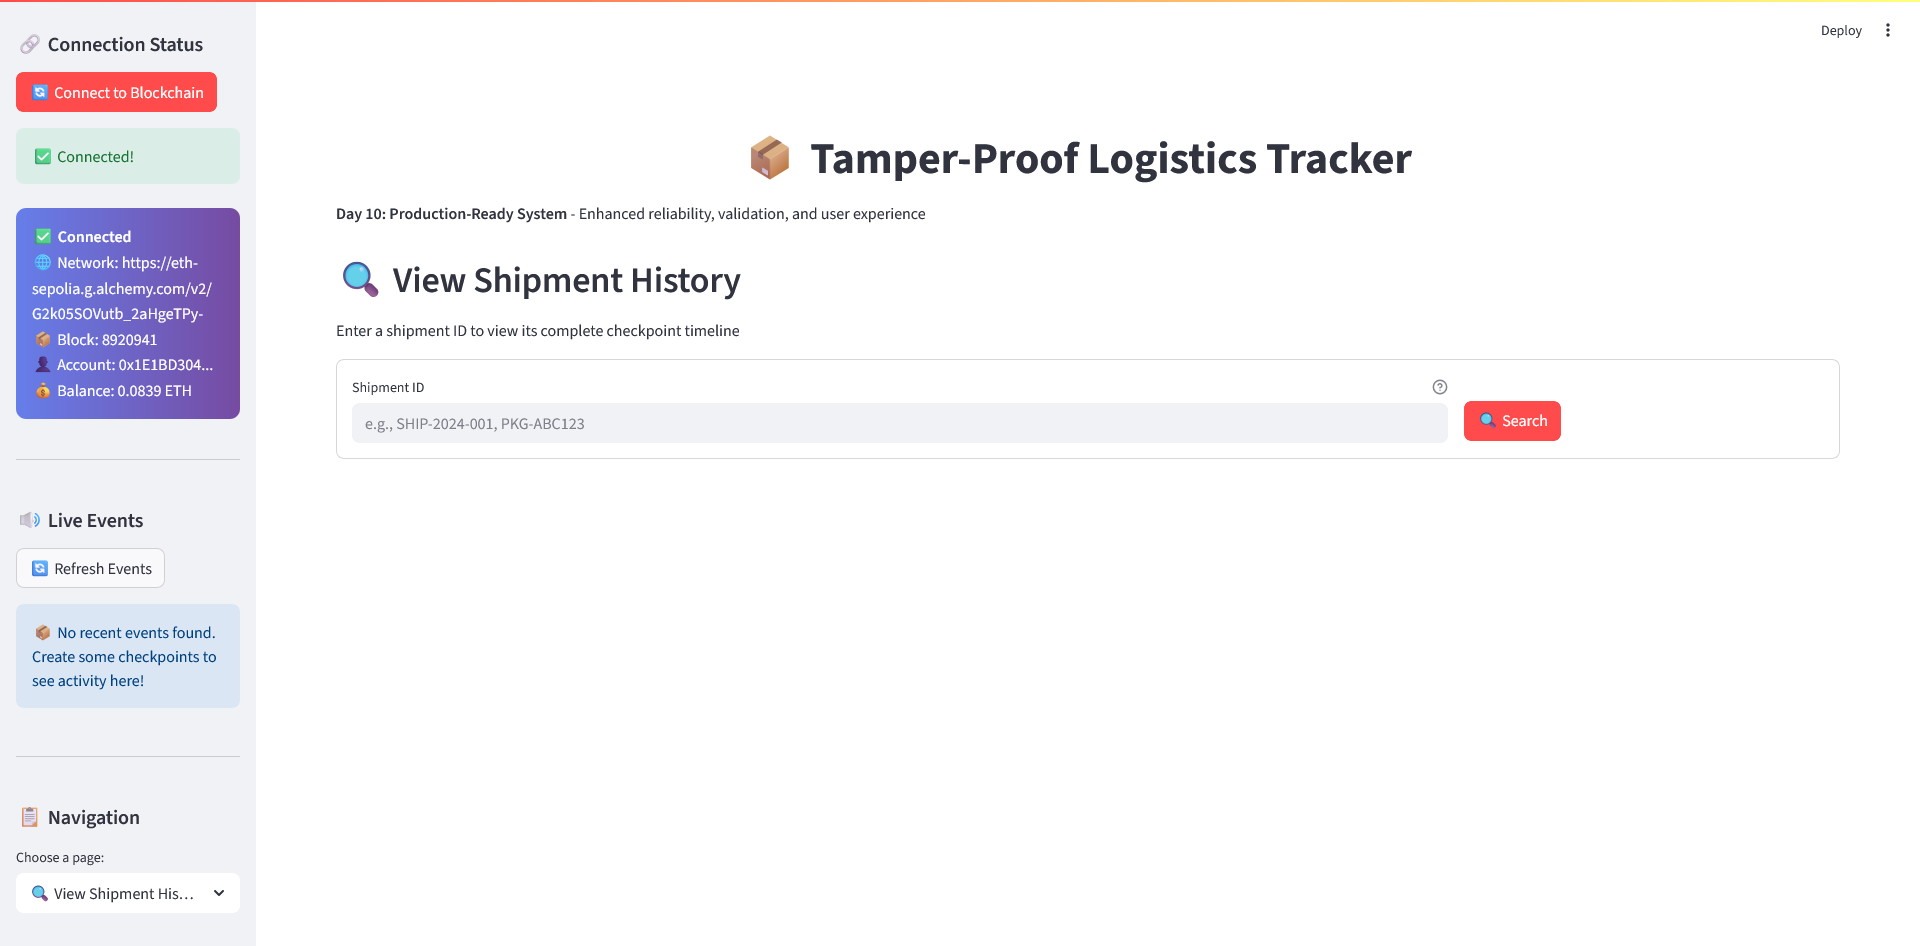 Connection Status
Connect to Blockchain
Connected!
Connected
Network: https://eth-
sepolia.g.alchemy.com/v2/
G2k05SOVutb_2aHgeTPy-
Block: 8920941
Account: 0x1E1BD304...
Balance: 0.0839 ETH
Live Events
Refresh Events
No recent events found.
Create some checkpoints to
see activity here!
Navigation
Choose a page:
View Shipment His...
Deploy
Tamper-Proof Logistics Tracker
Day 10: Production-Ready System - Enhanced reliability, validation, and user experience
View Shipment History
Enter a shipment ID to view its complete checkpoint timeline
Shipment ID
e.g., SHIP-2024-001, PKG-ABC123
Search